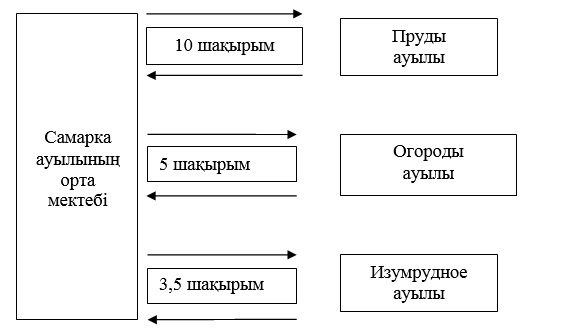 Самарка
ауылының
орта
мектебі
10 шақырым
Пруды
ауылы
5 шақырым
Огороды
ауылы
3,5 шақырым
Изумрудное
ауылы